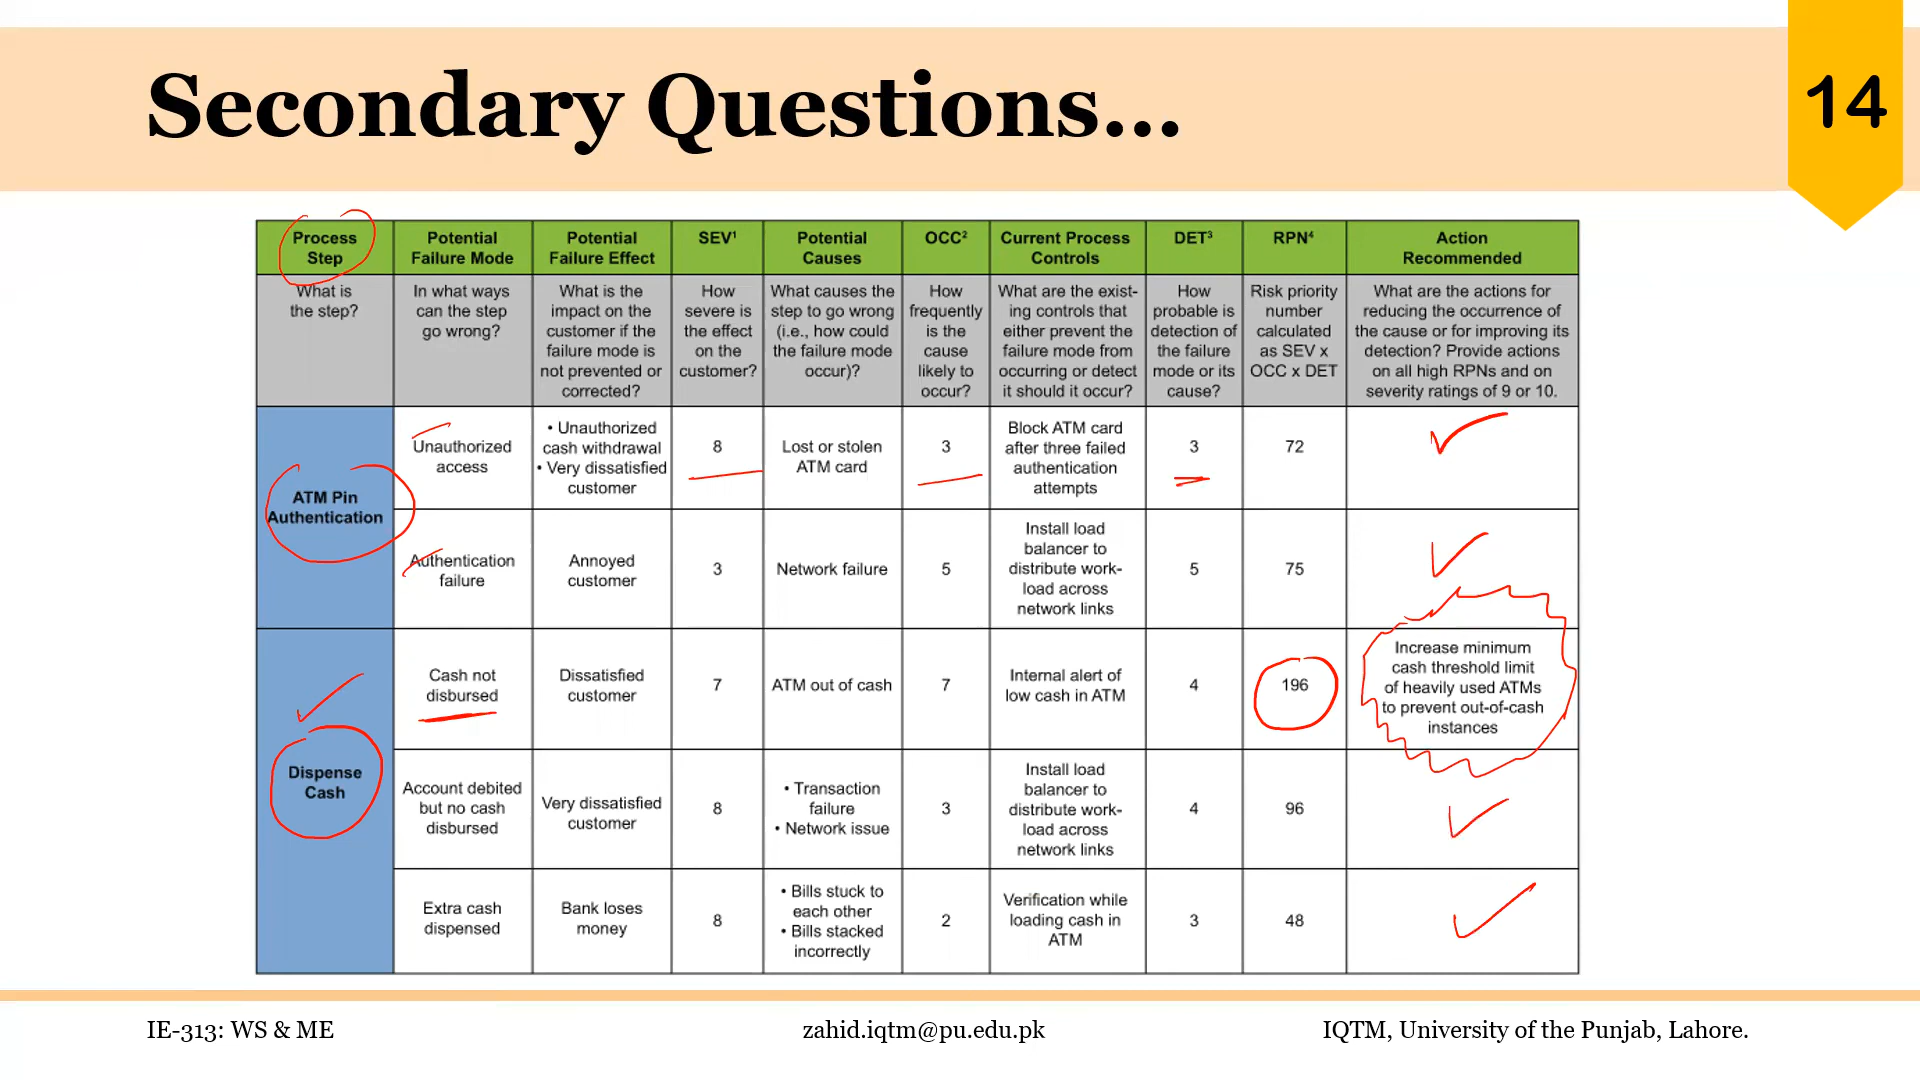 Secondary Questions...
14
Process
Step
Potential
Failure Mode
Potential
Failure Effect
SEV¹
Potential
Causes
OCC²
Current Process
Controls
DET³
RPN⁴
Action
Recommended
What is
the step?
In what ways
can the step
go wrong?
What is the
impact on the
customer if the
failure mode is
not prevented or
corrected?
How
severe is
the effect
on the
customer?
What causes the
step to go wrong
(i.e., how could
the failure mode
occur)?
How
frequently
is the
cause
likely to
occur?
What are the exist-
ing controls that
either prevent the
failure mode from
occurring or detect
it should it occur?
How
probable is
detection of
the failure
mode or its
cause?
Risk priority
number
calculated
as SEV x
OCC x DET
What are the actions for
reducing the occurrence of
the cause or for improving its
detection? Provide actions
on all high RPNs and on
severity ratings of 9 or 10.
ATM Pin
Authentication
Unauthorized
access
• Unauthorized
cash withdrawal
• Very dissatisfied
customer
8
Lost or stolen
ATM card
3
Block ATM card
after three failed
authentication
attempts
3
72
Authentication
failure
Annoyed
customer
3
Network failure
5
Install load
balancer to
distribute work-
load across
network links
5
75
Dispense
Cash
Cash not
disbursed
Dissatisfied
customer
7
ATM out of cash
7
Internal alert of
low cash in ATM
4
196
Increase minimum
cash threshold limit
of heavily used ATMs
to prevent out-of-cash
instances
Account debited
but no cash
disbursed
Very dissatisfied
customer
8
• Transaction
failure
• Network issue
3
Install load
balancer to
distribute work-
load across
network links
4
96
Extra cash
dispensed
Bank loses
money
8
• Bills stuck to
each other
• Bills stacked
incorrectly
2
Verification while
loading cash in
ATM
3
48
IE-313: WS & ME
zahid.iqtm@pu.edu.pk
IQTM, University of the Punjab, Lahore.